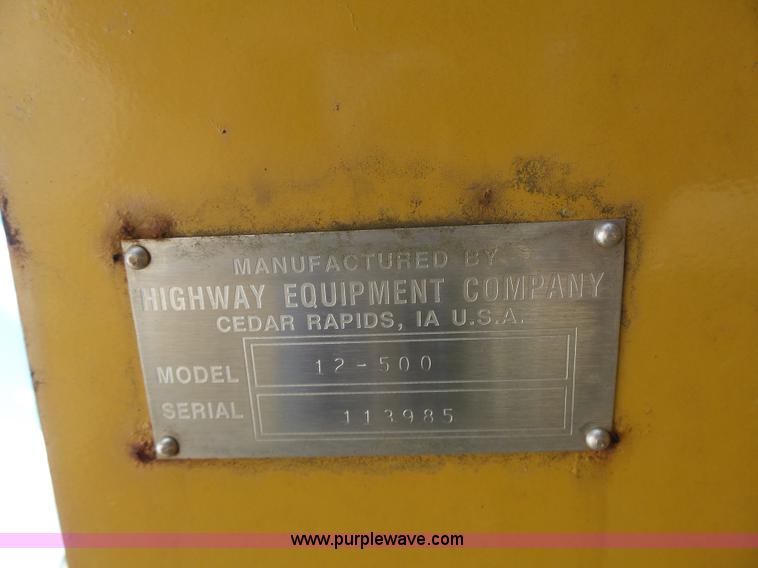 MANUFACTURED BY
HIGHWAY EQUIPMENT COMPANY
CEDAR RAPIDS, IA U.S.A.
MODEL 12-500
SERIAL 113985
www.purplewave.com